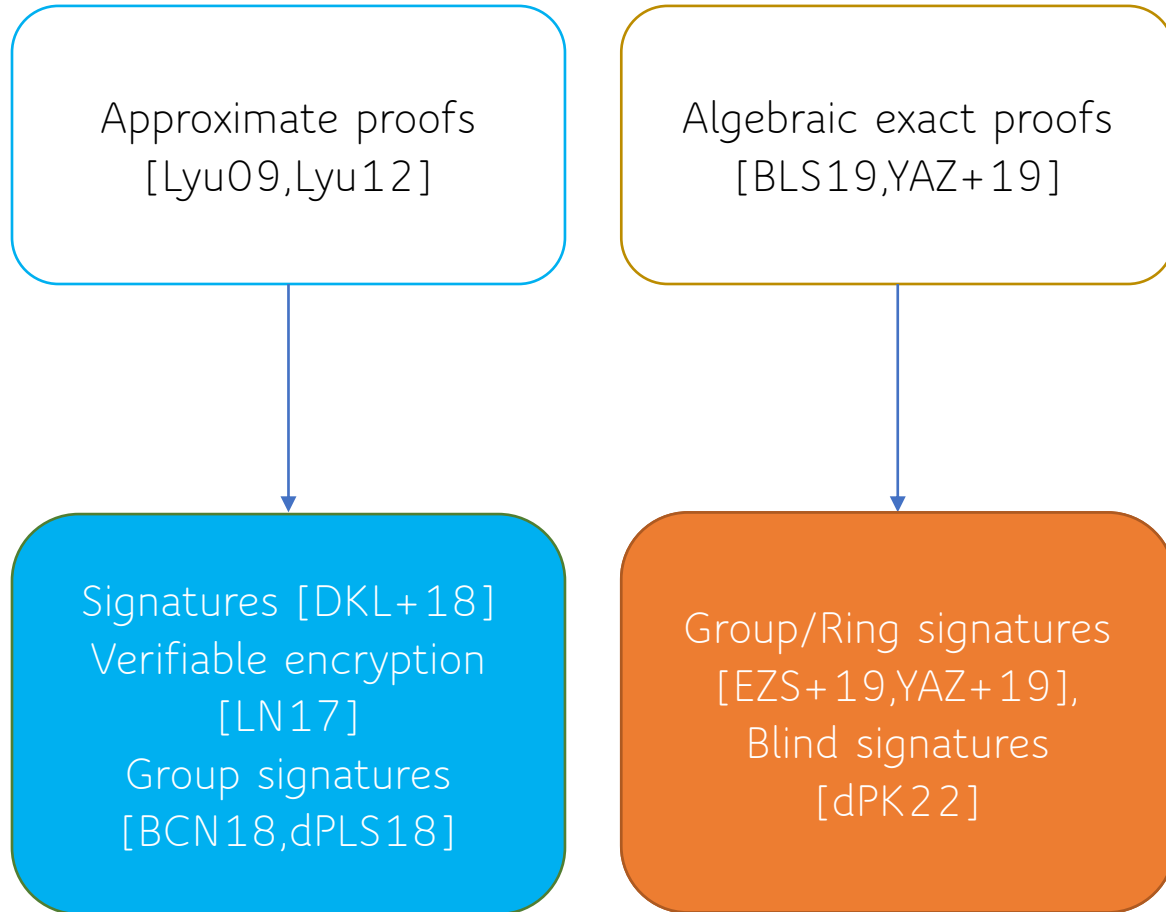 Approximate proofs
[Lyu09,Lyu12]
Algebraic exact proofs
[BLS19,YAZ+19]
Signatures [DKL+18]
Verifiable encryption
[LN17]
Group signatures
[BCN18,dPLS18]
Group/Ring signatures
[EZS+19,YAZ+19],
Blind signatures
[dPK22]